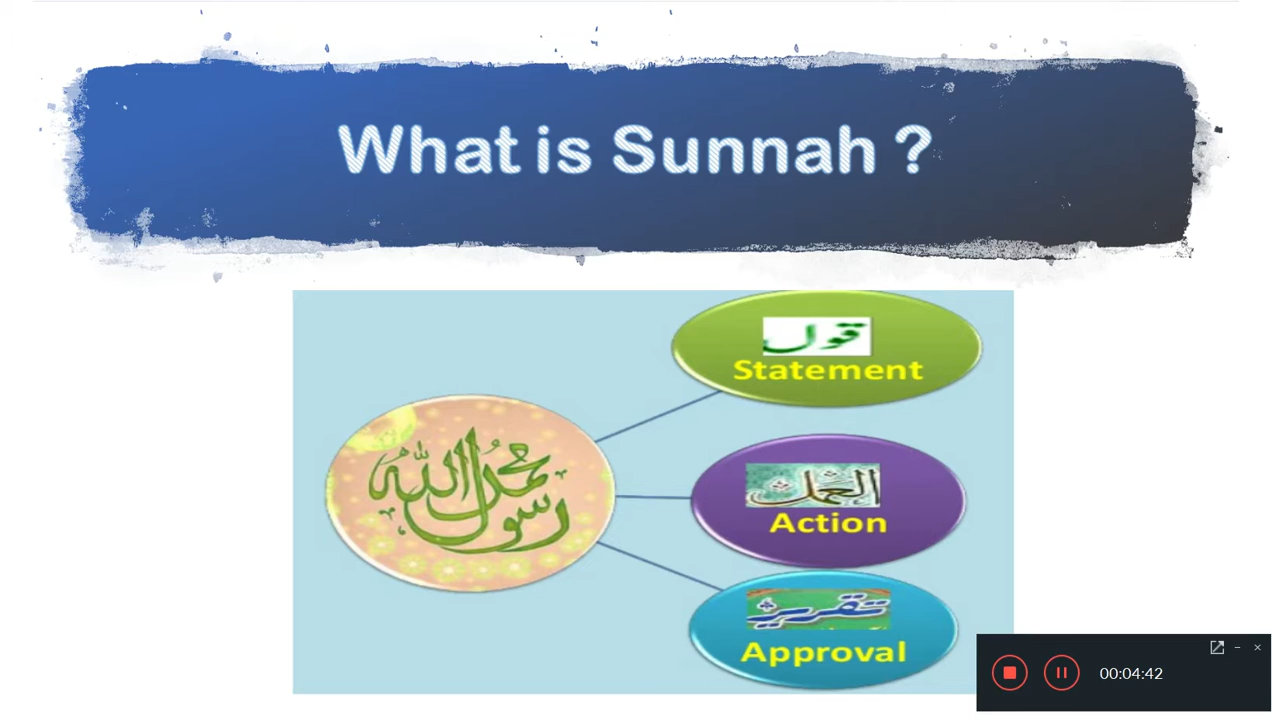 What is Sunnah ?
محمد رسول الله
قول
Statement
العمل
Action
تقریر
Approval
00:04:42